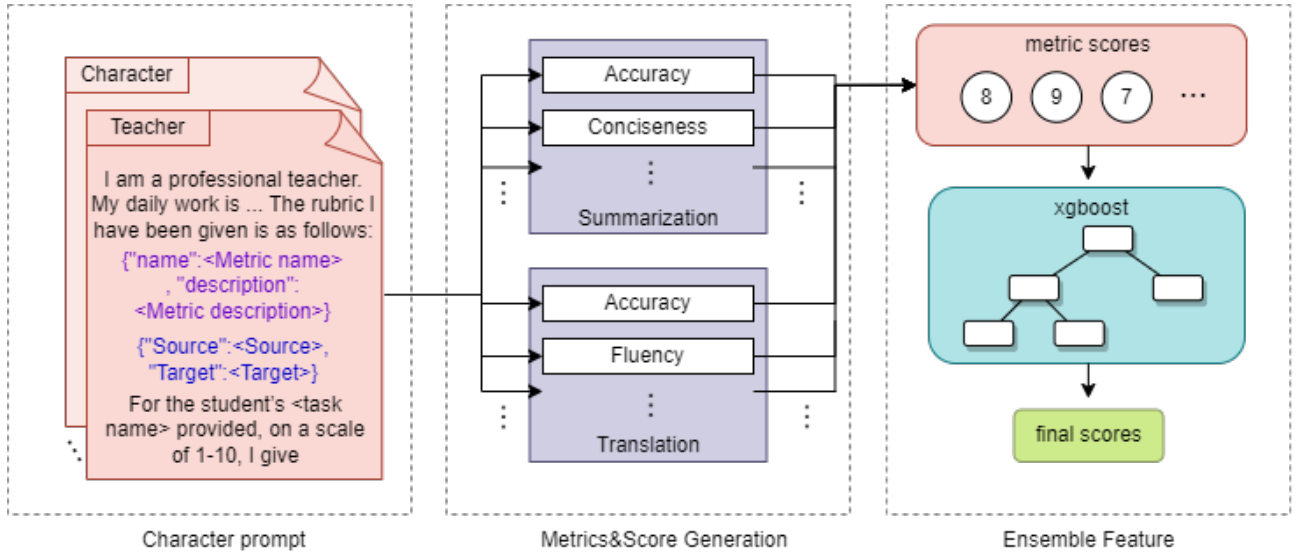 Character
Teacher
I am a professional teacher.
My daily work is ... The rubric I
have been given is as follows:
{"name":<Metric name>
, "description":
<Metric description>}
{"Source":<Source>,
"Target":<Target>}
For the student's <task
name> provided, on a scale
of 1-10, I give
Character prompt
Accuracy
Conciseness
Summarization
Accuracy
Fluency
Translation
Metrics&Score Generation
metric scores
8 9 7 ...
xgboost
final scores
Ensemble Feature